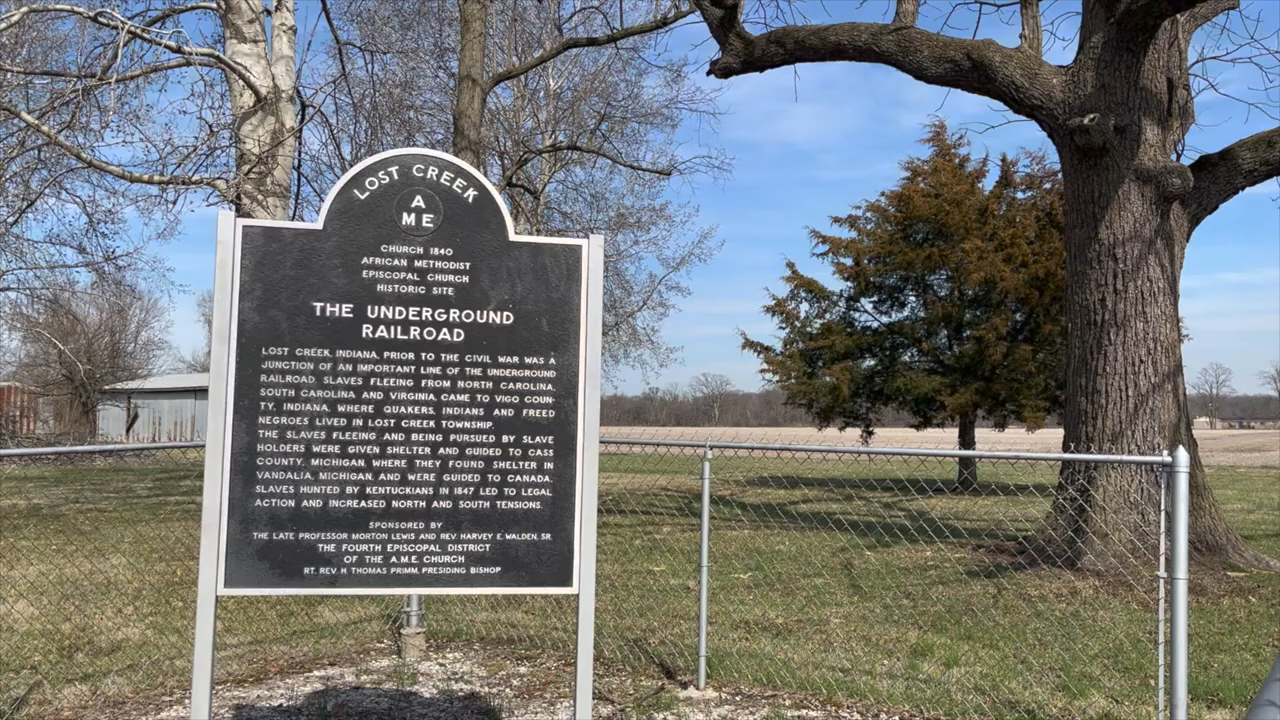 LOST CREEK
A
ME
CHURCH 1840
AFRICAN METHODIST
EPISCOPAL CHURCH
HISTORIC SITE
THE UNDERGROUND
RAILROAD
LOST CREEK, INDIANA, PRIOR TO THE CIVIL WAR WAS A
JUNCTION OF AN IMPORTANT LINE OF THE UNDERGROUND
RAILROAD. SLAVES FLEEING FROM NORTH CAROLINA,
SOUTH CAROLINA AND VIRGINIA, CAME TO VIGO COUN-
TY, INDIANA, WHERE QUAKERS, INDIANS AND FREED
NEGROES LIVED IN LOST CREEK TOWNSHIP.
THE SLAVES FLEEING AND BEING PURSUED BY SLAVE
HOLDERS WERE GIVEN SHELTER AND GUIDED TO CASS
COUNTY, MICHIGAN, WHERE THEY FOUND SHELTER IN
VANDALIA, MICHIGAN, AND WERE GUIDED TO CANADA.
SLAVES HUNTED BY KENTUCKIANS IN 1847 LED TO LEGAL
ACTION AND INCREASED NORTH AND SOUTH TENSIONS.
SPONSORED BY
THE LATE PROFESSOR MORTON LEWIS AND REV. HARVEY E. WALDEN, SR.
THE FOURTH EPISCOPAL DISTRICT
OF THE A.M.E. CHURCH
RT. REV. H. THOMAS PRIMM, PRESIDING BISHOP